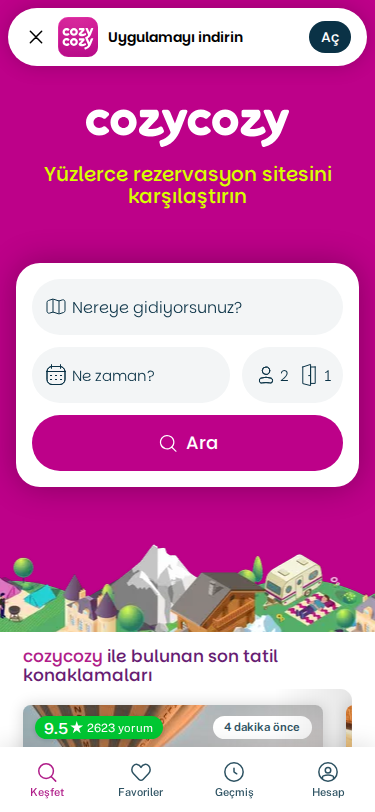 cozy
cozy
Uygulamayı indirin
Aç
cozycozy
Yüzlerce rezervasyon sitesini
karşılaştırın
Nereye gidiyorsunuz?
Ne zaman?
2
1
Ara
cozycozy ile bulunan son tatil
konaklamaları
9.5★ 2623 yorum
4 dakika önce
Keşfet
Favoriler
Geçmiş
Hesap